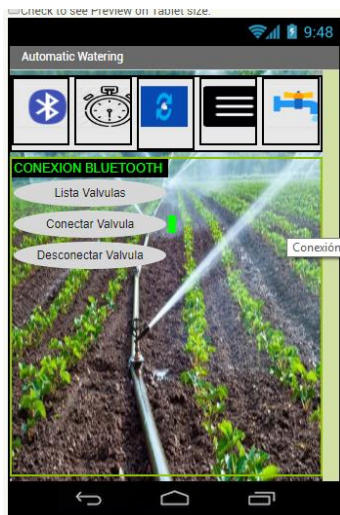 Check to see Preview on Tablet size.
9:48
Automatic Watering
CONEXION BLUETOOTH
Lista Valvulas
Conectar Valvula
Desconectar Valvula
Conexión